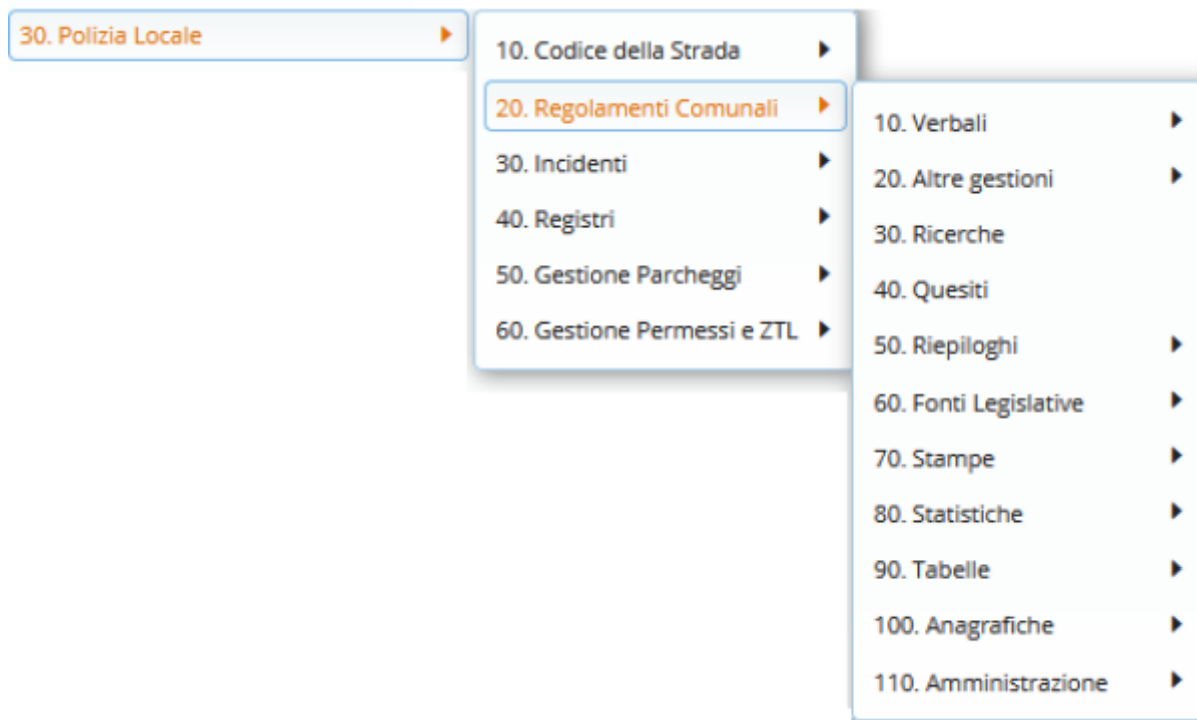 30. Polizia Locale
10. Codice della Strada
20. Regolamenti Comunali
30. Incidenti
40. Registri
50. Gestione Parcheggi
60. Gestione Permessi e ZTL
10. Verbali
20. Altre gestioni
30. Ricerche
40. Quesiti
50. Riepiloghi
60. Fonti Legislative
70. Stampe
80. Statistiche
90. Tabelle
100. Anagrafiche
110. Amministrazione